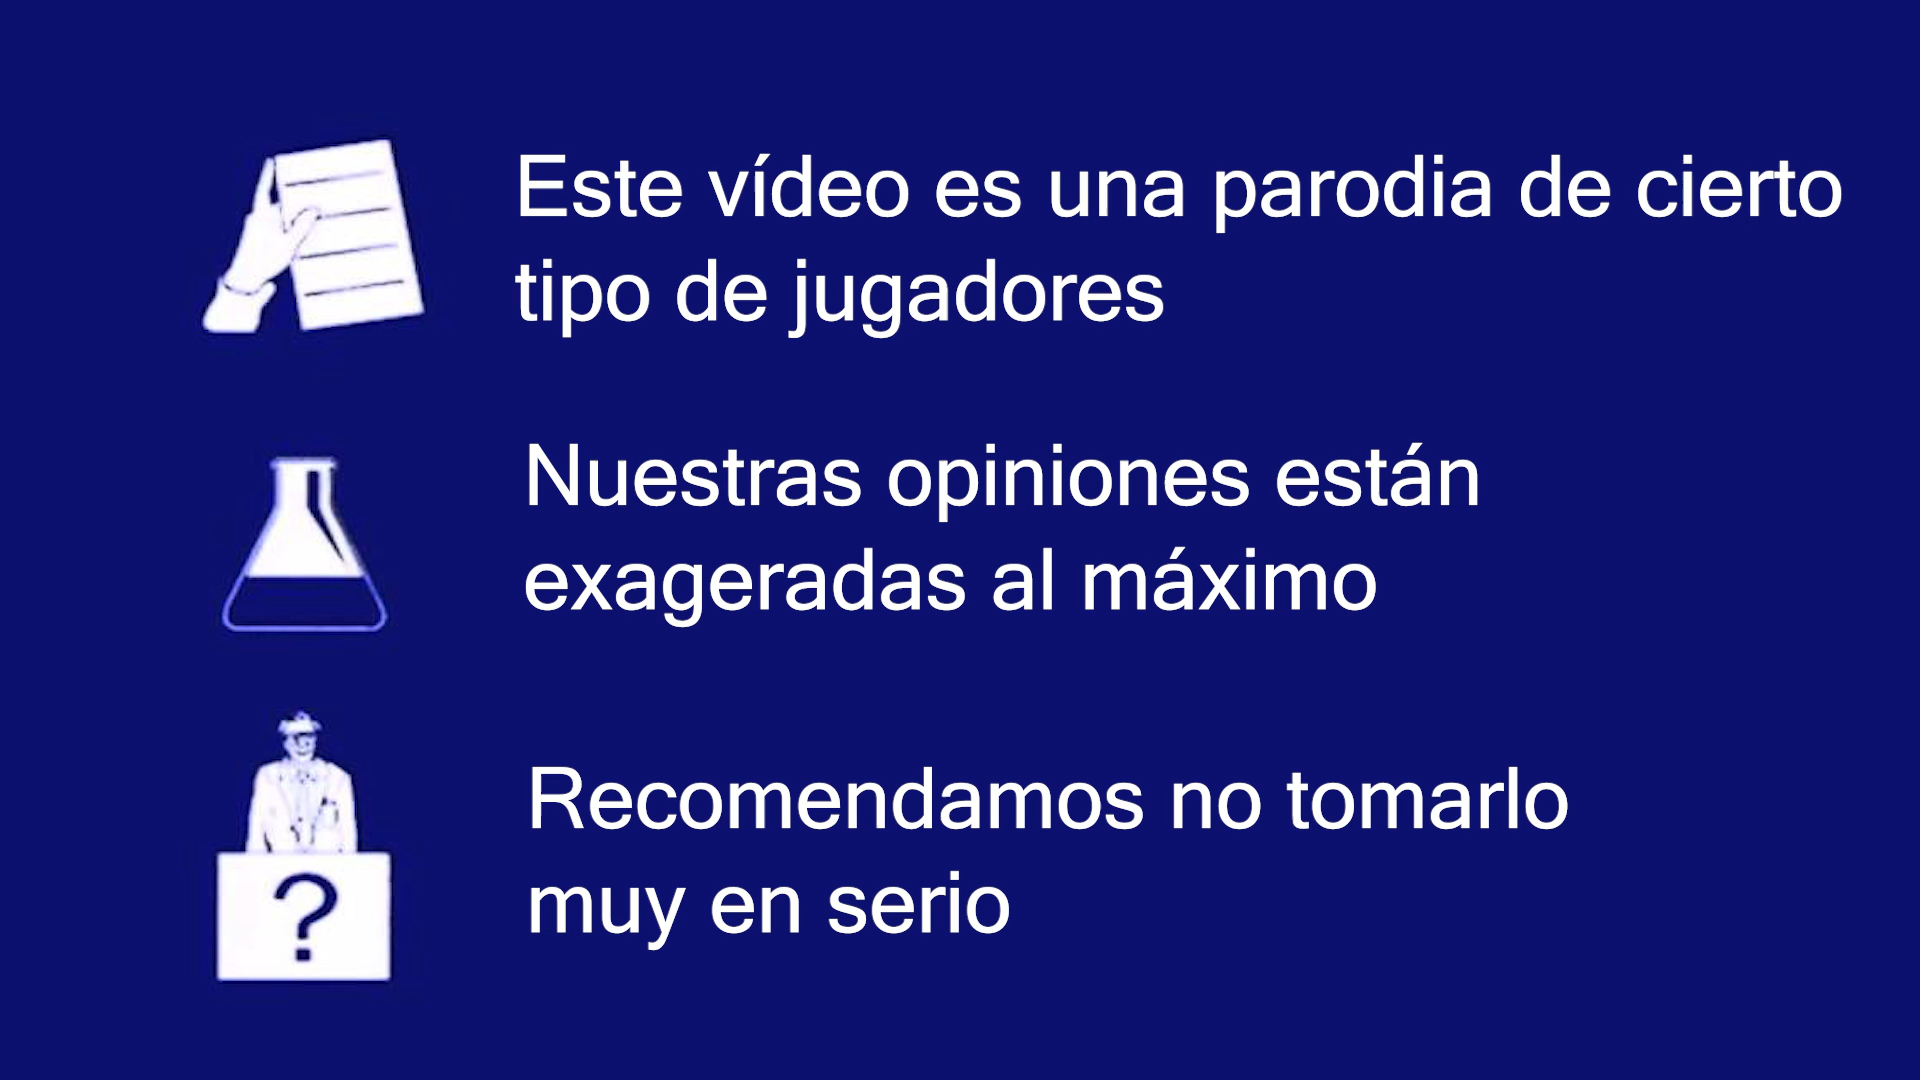 Este vídeo es una parodia de cierto
tipo de jugadores
Nuestras opiniones están
exageradas al máximo
Recomendamos no tomarlo
muy en serio
?